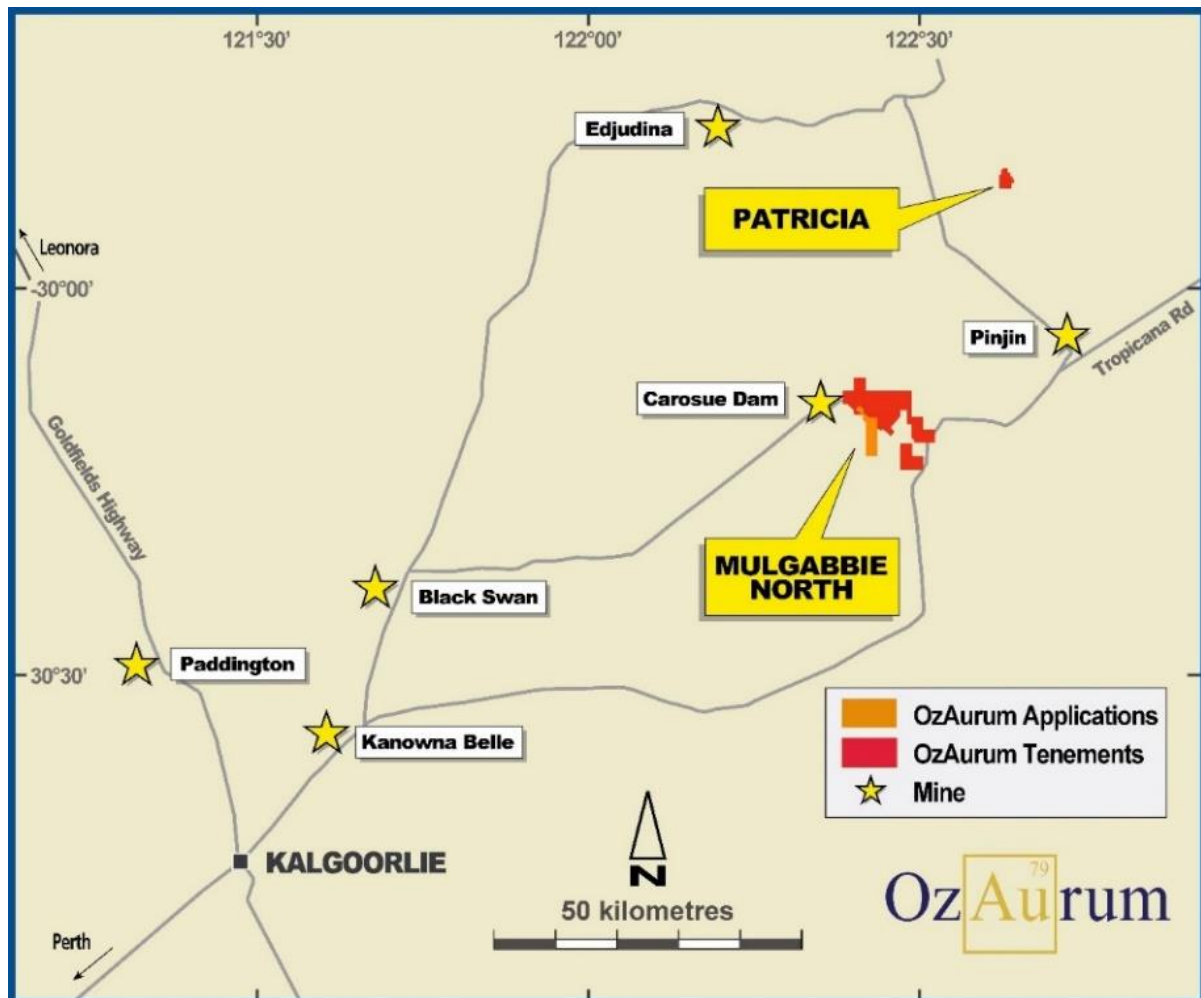 121°30'
122°00'
122°30'
Edjudina
PATRICIA
Leonora
-30°00'
Pinjin
Tropicana Rd
Carosue Dam
Goldfields Highway
MULGABBIE
NORTH
Black Swan
Paddington
30°30'
Kanowna Belle
OzAurum Applications
OzAurum Tenements
Mine
KALGOORLIE
N
50 kilometres
79
OzAurum
Perth